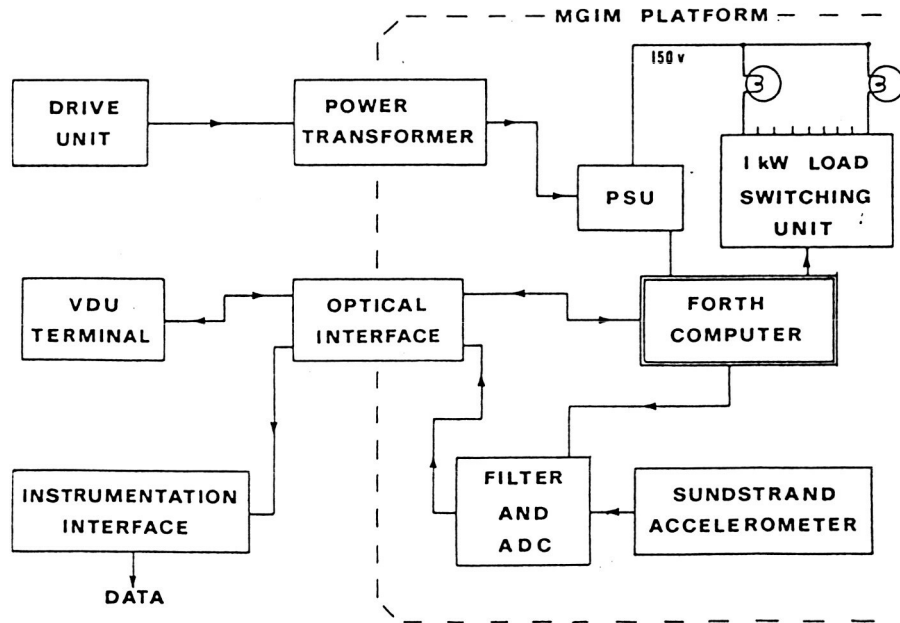 MGIM PLATFORM
150 v
DRIVE
UNIT
POWER
TRANSFORMER
PSU
1 kW LOAD
SWITCHING
UNIT
VDU
TERMINAL
OPTICAL
INTERFACE
FORTH
COMPUTER
INSTRUMENTATION
INTERFACE
FILTER
AND
ADC
SUNDSTRAND
ACCELEROMETER
DATA